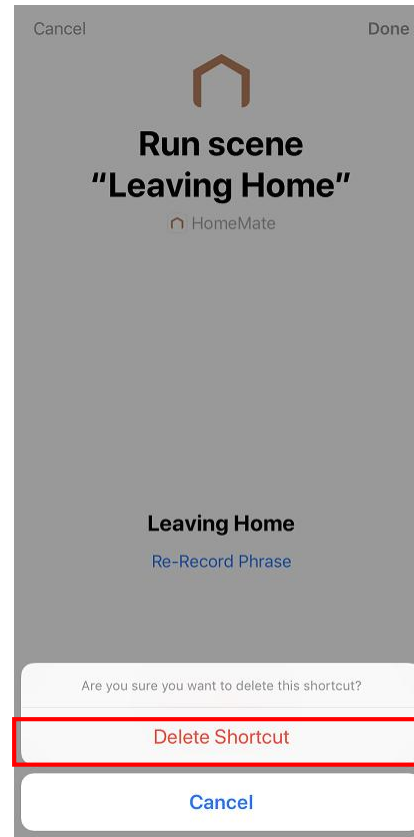 Cancel Done
Run scene
“Leaving Home”
HomeMate
Leaving Home
Re-Record Phrase
Are you sure you want to delete this shortcut?
Delete Shortcut
Cancel